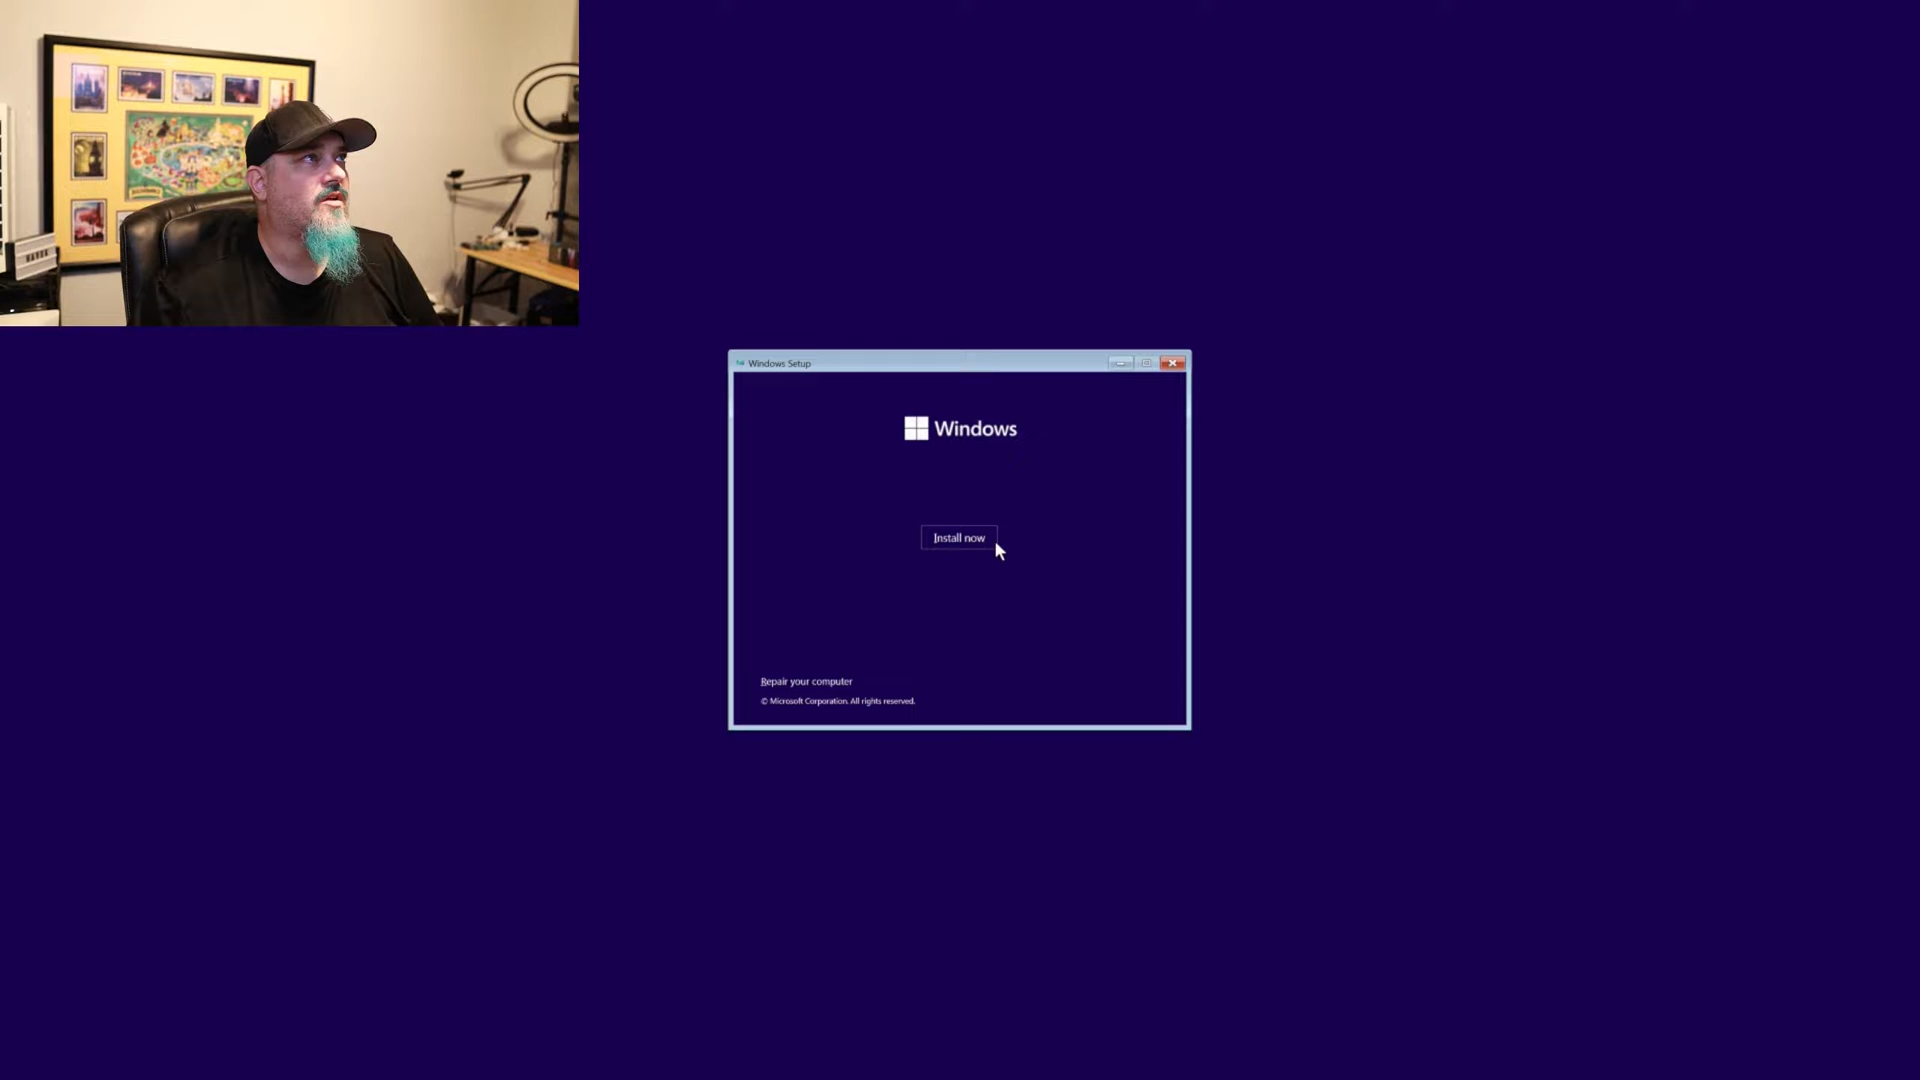 Windows Setup
Windows
Install now
Repair your computer
© Microsoft Corporation. All rights reserved.